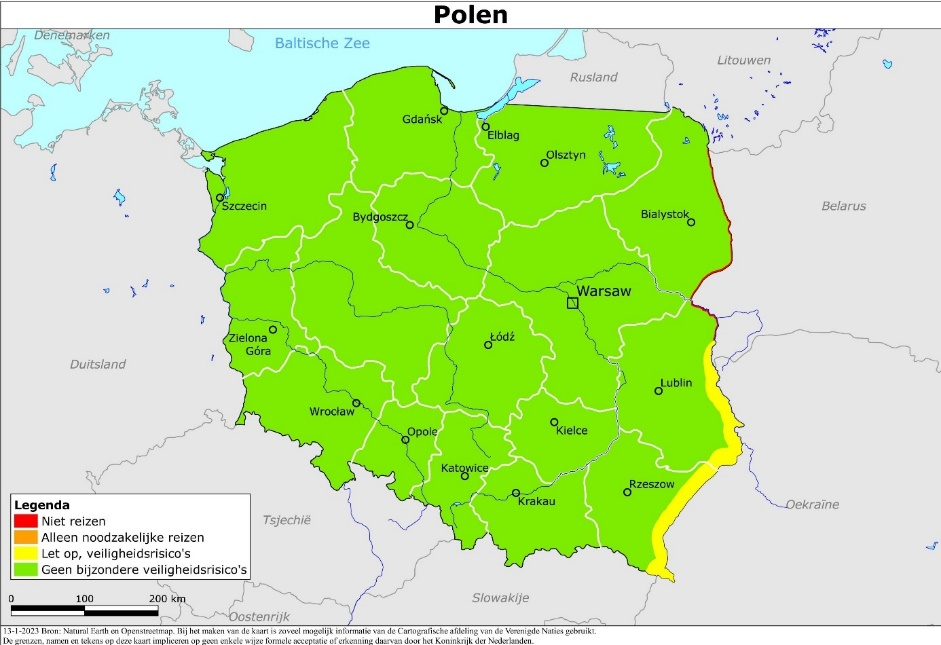 Polen
Denemarken
Baltische Zee
Litouwen
Rusland
Gdańsk
Elblag
Olsztyn
Szczecin
Bydgoszcz
Bialystok
Belarus
Warsaw
Zielona
Góra
Łódź
Duitsland
Lublin
Wrocław
Opole
Kielce
Katowice
Krakau
Rzeszow
Oekraïne
Tsjechië
Slowakije
Oostenrijk
Legenda
Niet reizen
Alleen noodzakelijke reizen
Let op, veiligheidsrisico's
Geen bijzondere veiligheidsrisico's
0 100 200 km
13-1-2023 Bron: Natural Earth en Openstreetmap. Bij het maken van de kaart is zoveel mogelijk informatie van de Cartografische afdeling van de Verenigde Naties gebruikt.
De grenzen, namen en tekens op deze kaart impliceren op geen enkele wijze formele acceptatie of erkenning daarvan door het Koninkrijk der Nederlanden.